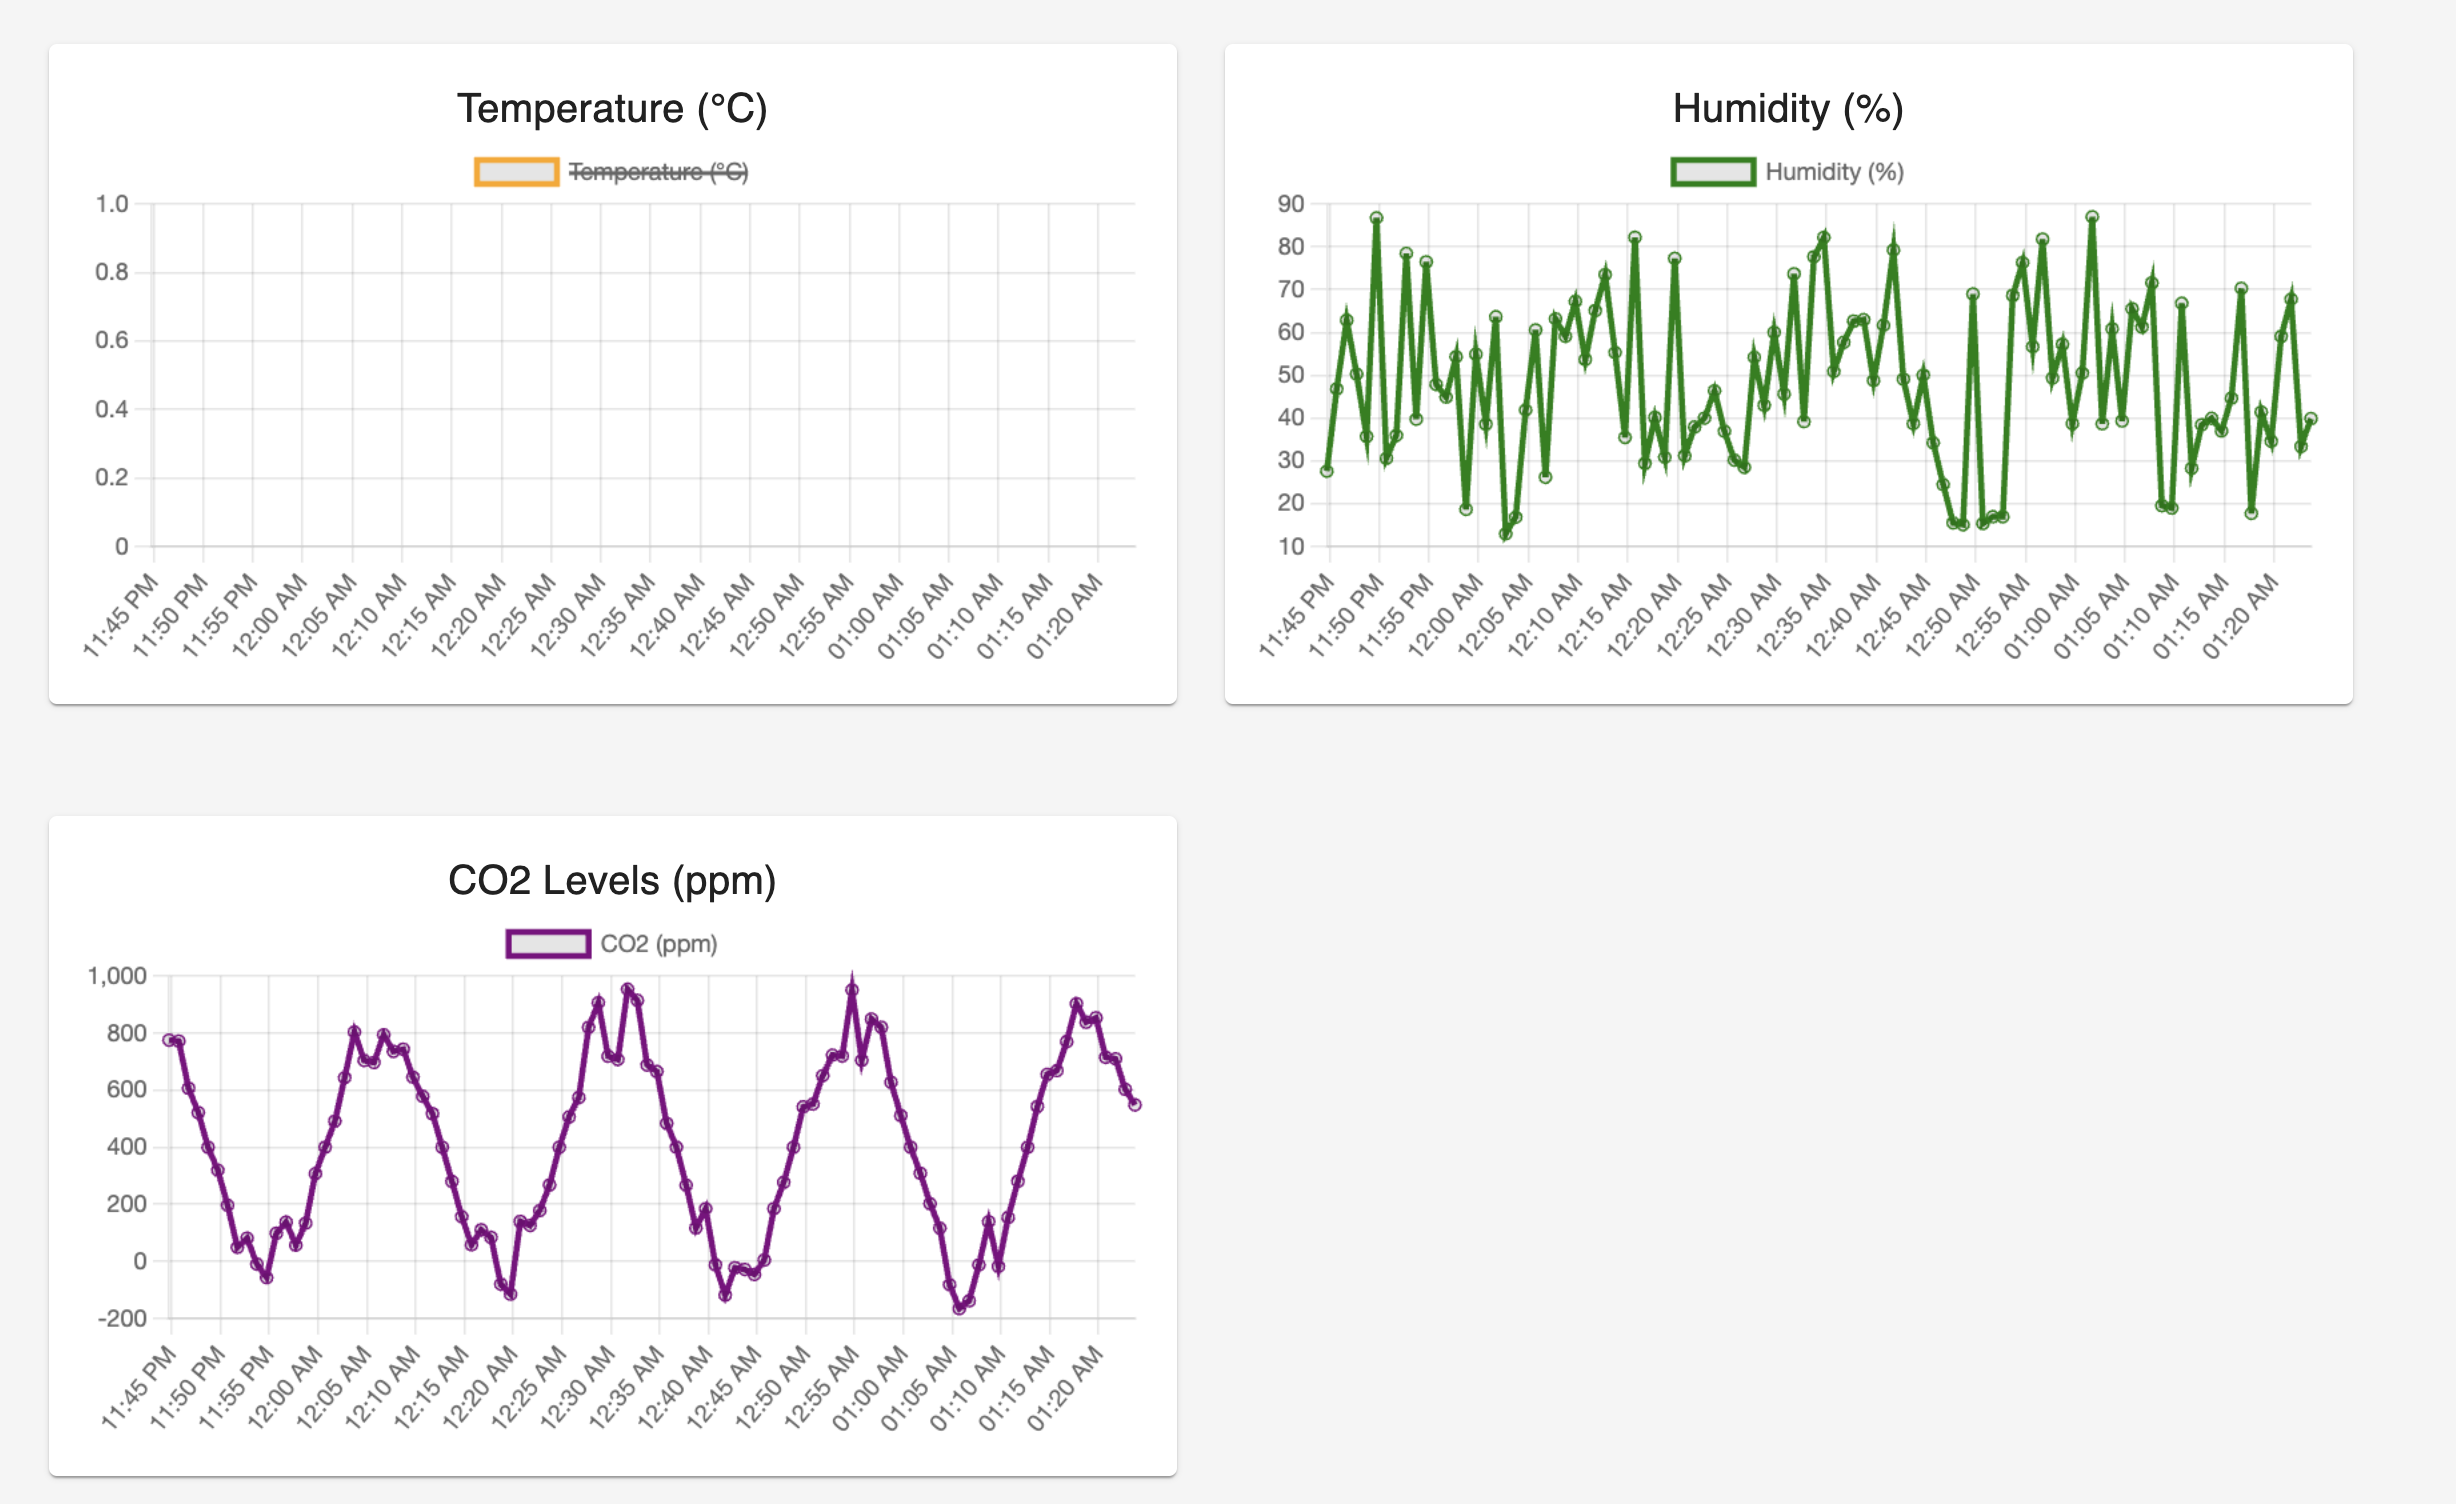 Temperature (°C)
Temperature (°C)
1.0
0.8
0.6
0.4
0.2
0
11:45 PM
11:50 PM
11:55 PM
12:00 AM
12:05 AM
12:10 AM
12:15 AM
12:20 AM
12:25 AM
12:30 AM
12:35 AM
12:40 AM
12:45 AM
12:50 AM
12:55 AM
01:00 AM
01:05 AM
01:10 AM
01:15 AM
01:20 AM
Humidity (%)
Humidity (%)
90
80
70
60
50
40
30
20
10
11:45 PM
11:50 PM
11:55 PM
12:00 AM
12:05 AM
12:10 AM
12:15 AM
12:20 AM
12:25 AM
12:30 AM
12:35 AM
12:40 AM
12:45 AM
12:50 AM
12:55 AM
01:00 AM
01:05 AM
01:10 AM
01:15 AM
01:20 AM
CO2 Levels (ppm)
CO2 (ppm)
1,000
800
600
400
200
0
-200
11:45 PM
11:50 PM
11:55 PM
12:00 AM
12:05 AM
12:10 AM
12:15 AM
12:20 AM
12:25 AM
12:30 AM
12:35 AM
12:40 AM
12:45 AM
12:50 AM
12:55 AM
01:00 AM
01:05 AM
01:10 AM
01:15 AM
01:20 AM